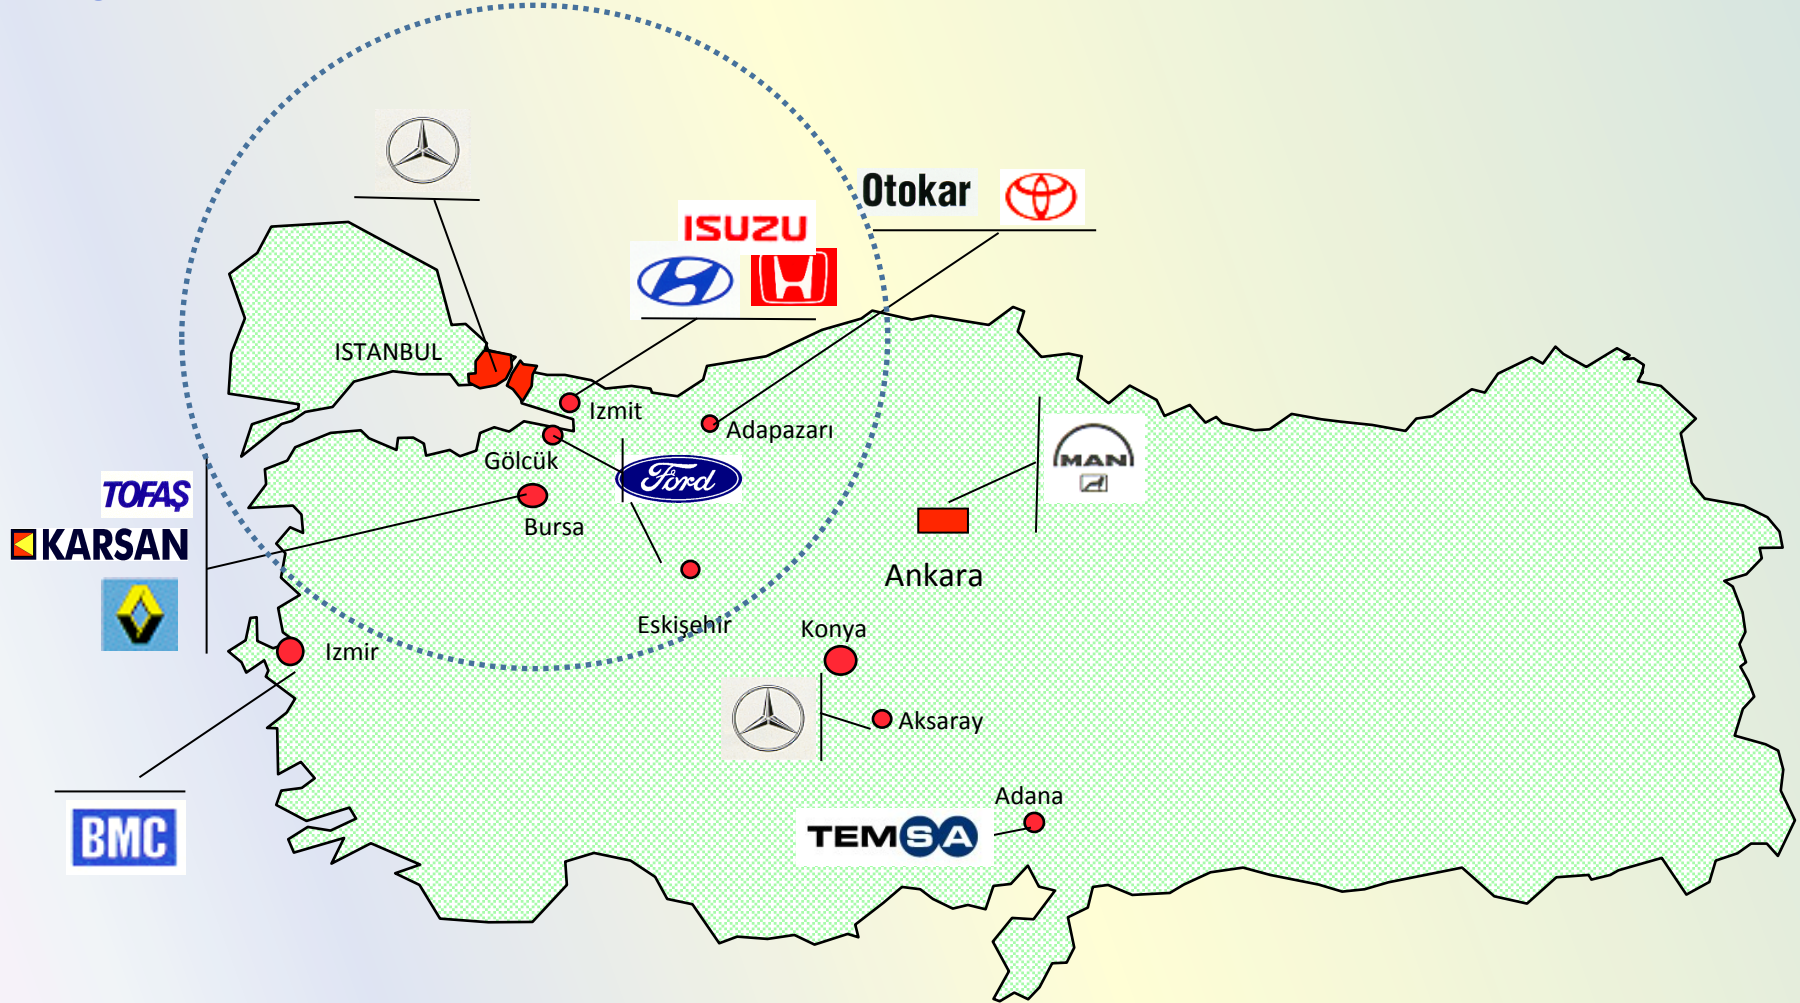 Otokar
ISUZU
ISTANBUL
Izmit
Adapazarı
Gölcük
Ford
MAN
TOFAŞ
KARSAN
Bursa
Ankara
Eskişehir
Konya
Izmir
Aksaray
Adana
TEMSA
BMC